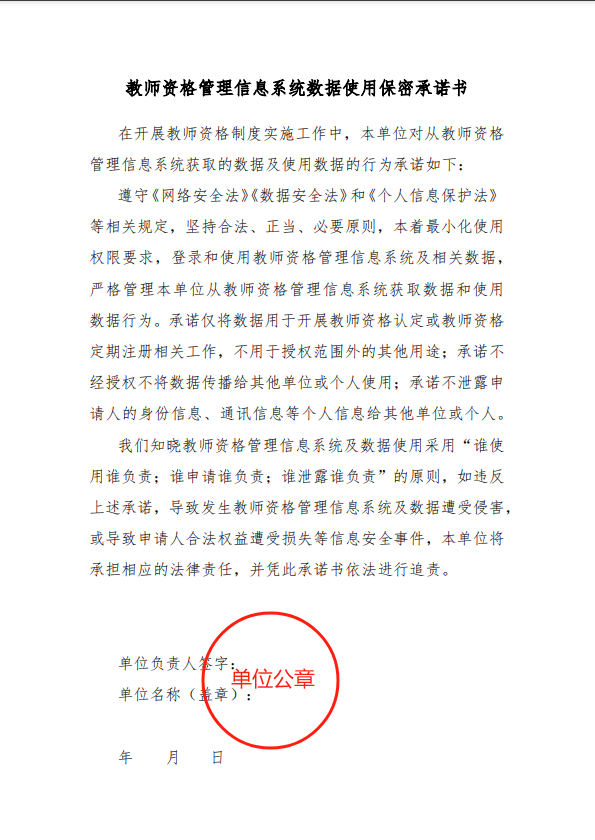 教师资格管理信息系统数据使用保密承诺书
在开展教师资格制度实施工作中，本单位对从教师资格
管理信息系统获取的数据及使用数据的行为承诺如下：
遵守《网络安全法》《数据安全法》和《个人信息保护法》
等相关规定，坚持合法、正当、必要原则，本着最小化使用
权限要求，登录和使用教师资格管理信息系统及相关数据，
严格管理本单位从教师资格管理信息系统获取数据和使用
数据行为。承诺仅将数据用于开展教师资格认定或教师资格
定期注册相关工作，不用于授权范围外的其他用途；承诺不
经授权不将数据传播给其他单位或个人使用；承诺不泄露申
请人的身份信息、通讯信息等个人信息给其他单位或个人。
我们知晓教师资格管理信息系统及数据使用采用“谁使
用谁负责；谁申请谁负责；谁泄露谁负责”的原则，如违反
上述承诺，导致发生教师资格管理信息系统及数据遭受侵害，
或导致申请人合法权益遭受损失等信息安全事件，本单位将
承担相应的法律责任，并凭此承诺书依法进行追责。
单位负责人签字：
单位公章
单位名称（盖章）：
年 月 日